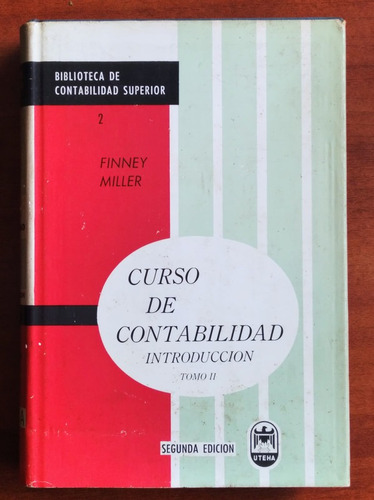 BIBLIOTECA DE
CONTABILIDAD SUPERIOR
2
FINNEY
MILLER
CURSO
DE
CONTABILIDAD
INTRODUCCION
TOMO II
SEGUNDA EDICION
UTEHA